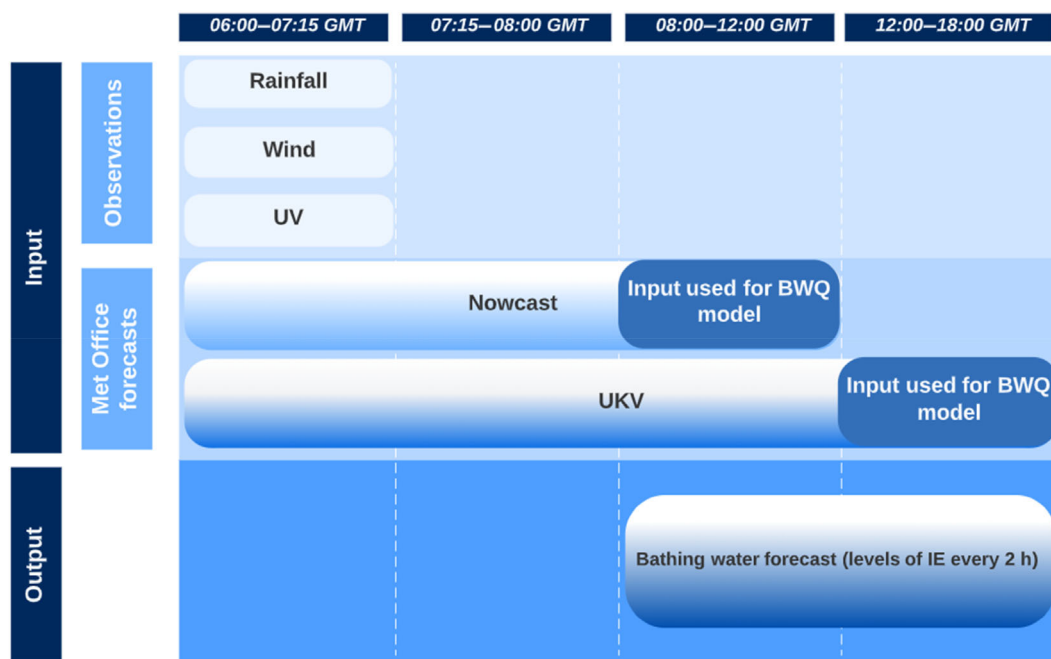 06:00–07:15 GMT
07:15–08:00 GMT
08:00–12:00 GMT
12:00–18:00 GMT
Input
Observations
Rainfall
Wind
UV
Met Office
forecasts
Nowcast
Input used for BWQ
model
UKV
Input used for BWQ
model
Output
Bathing water forecast (levels of IE every 2 h)